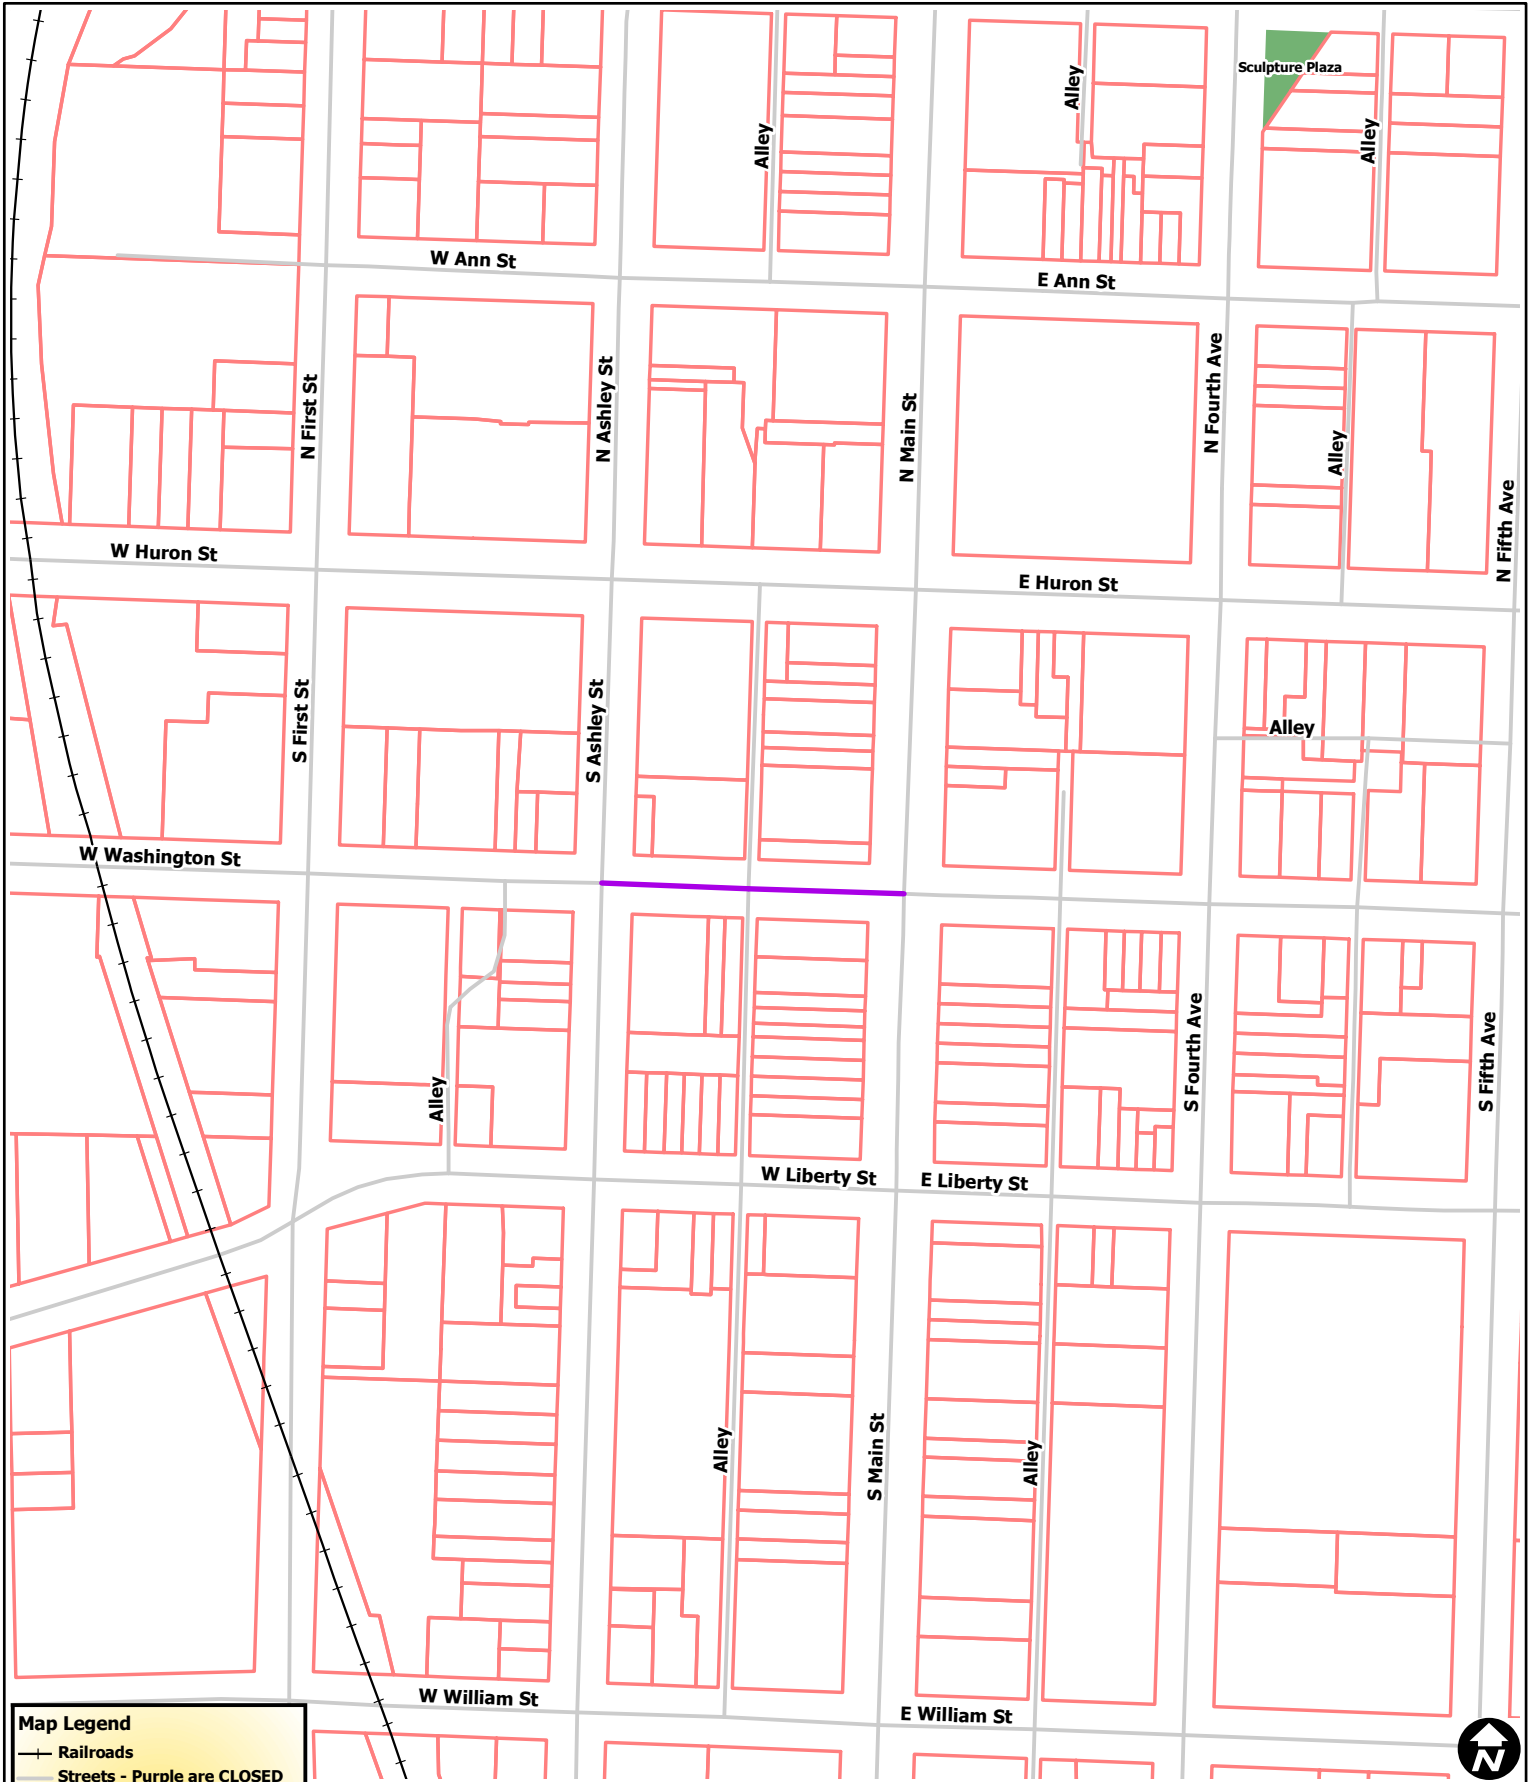 Sculpture Plaza
Alley
Alley
Alley
W Ann St
E Ann St
N First St
N Ashley St
N Main St
N Fourth Ave
Alley
N Fifth Ave
W Huron St
E Huron St
S First St
S Ashley St
Alley
W Washington St
Alley
S Fourth Ave
S Fifth Ave
W Liberty St
E Liberty St
Alley
S Main St
Alley
W William St
E William St
Map Legend
Railroads
Streets - Purple are CLOSED
N